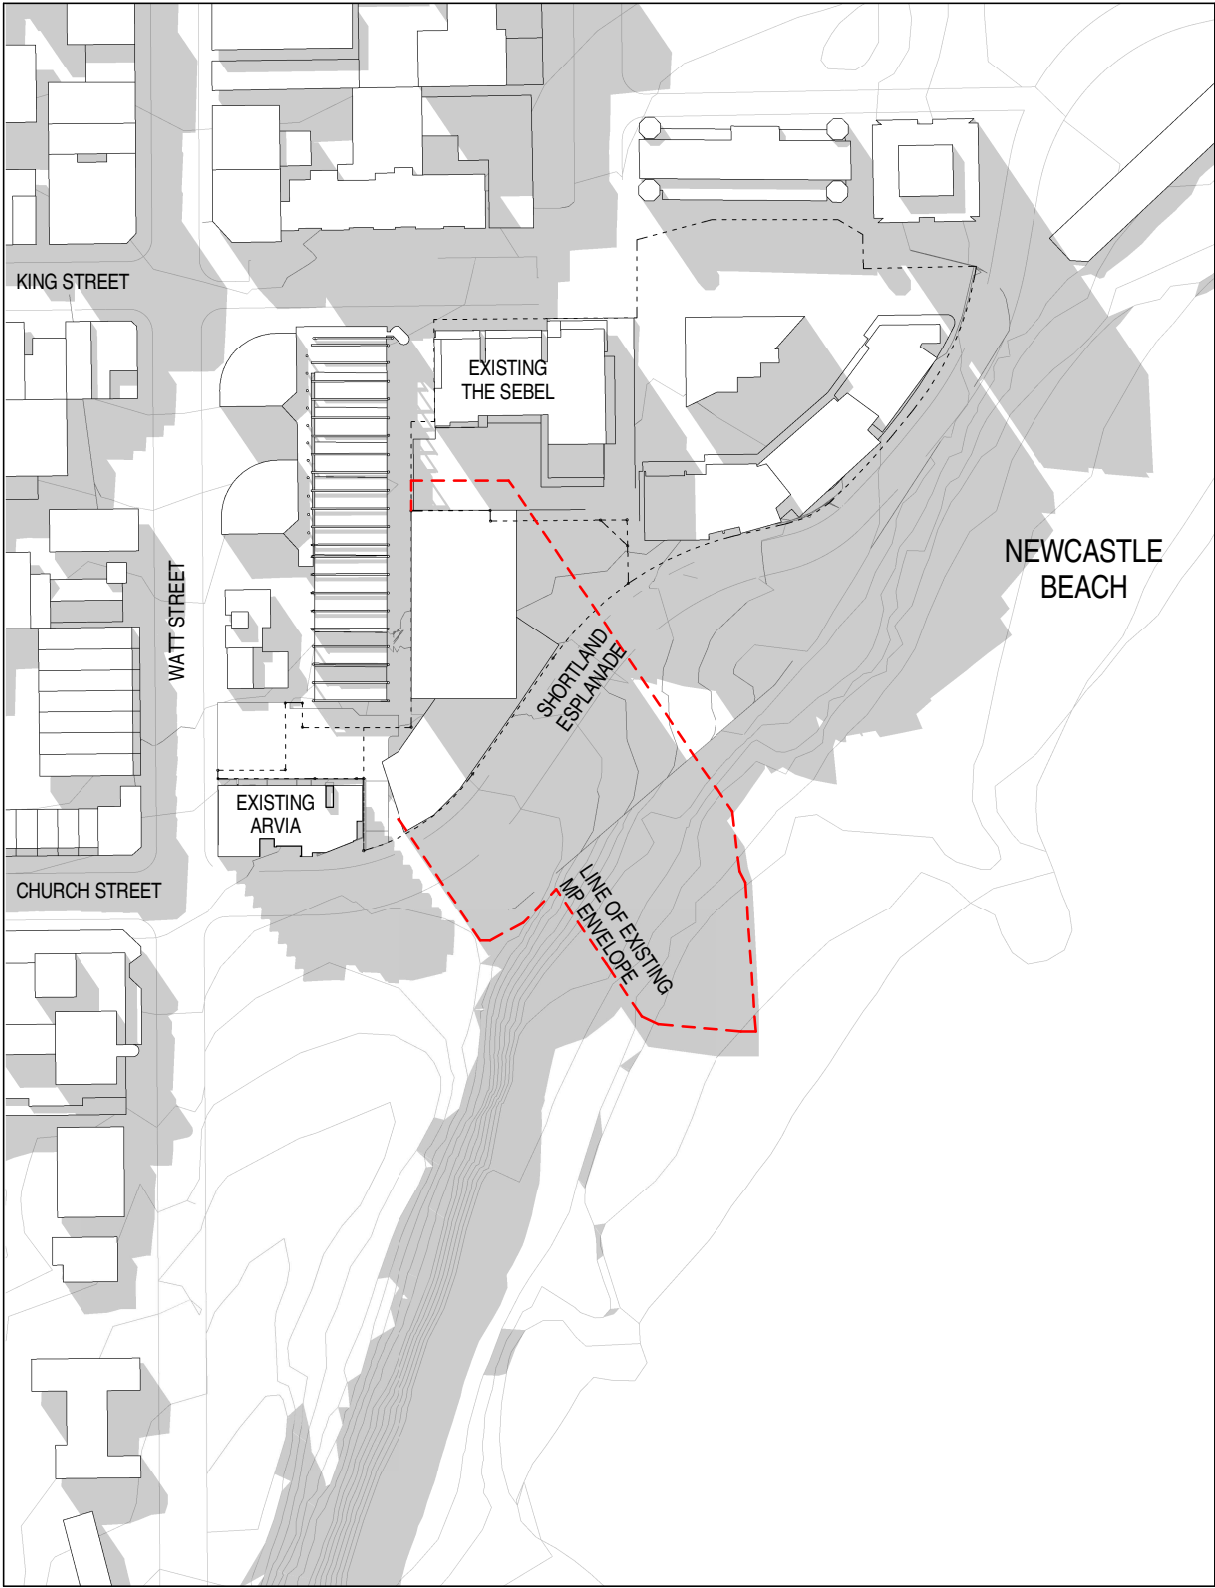 KING STREET
EXISTING
THE SEBEL
NEWCASTLE
BEACH
WATT STREET
SHORTLAND
ESPLANADE
EXISTING
ARVIA
CHURCH STREET
LINE OF EXISTING
MP ENVELOPE